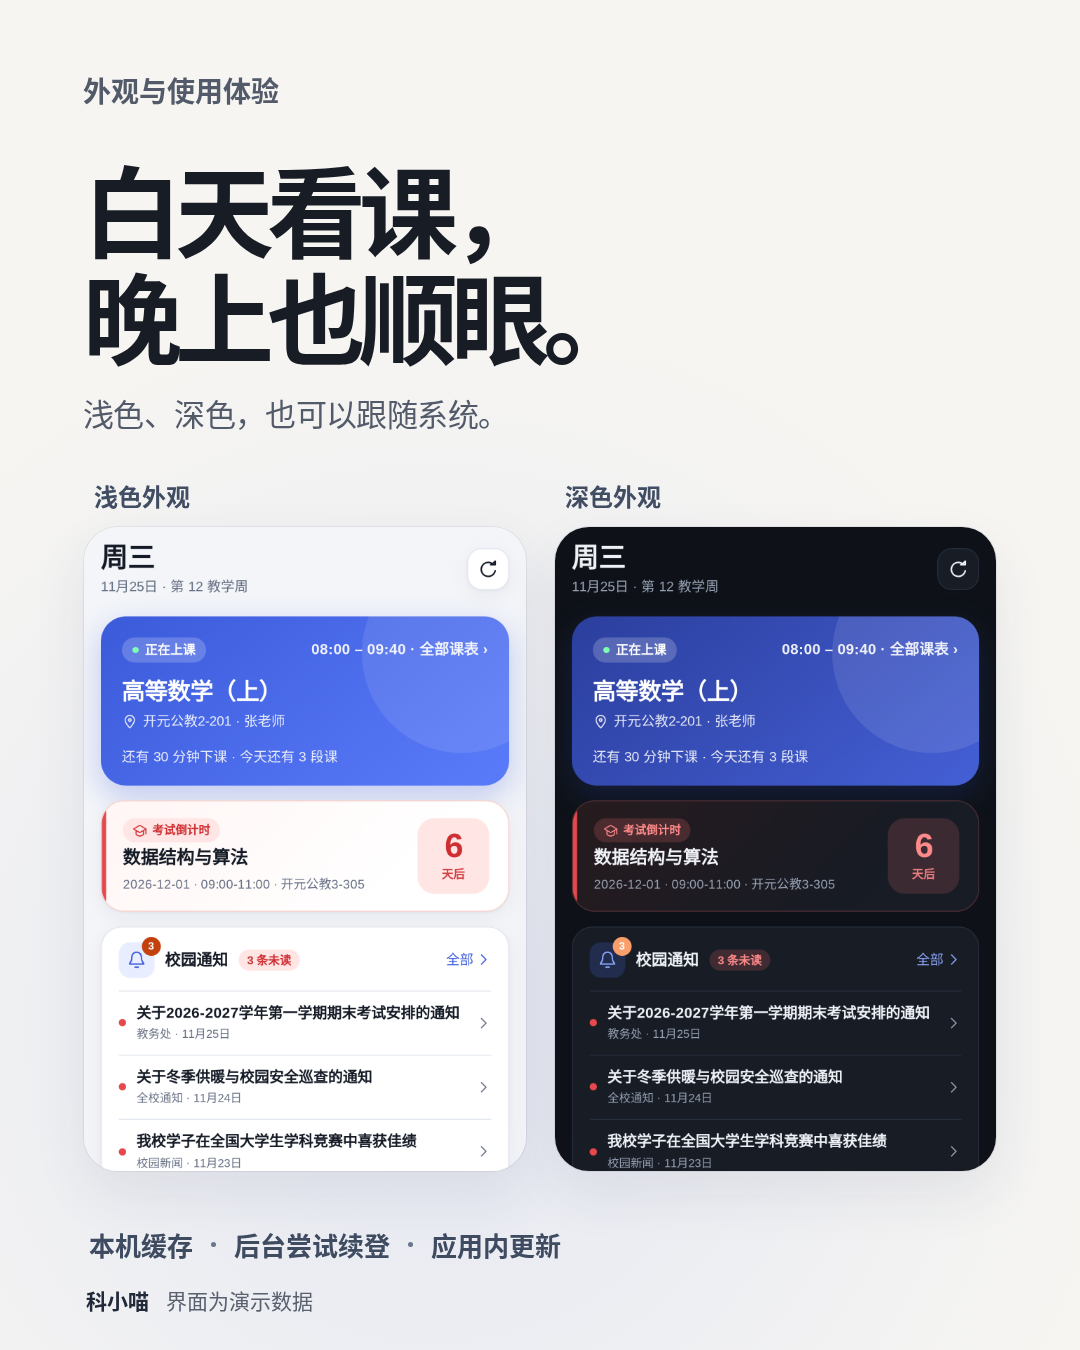 外观与使用体验
白天看课，
晚上也顺眼。
浅色、深色，也可以跟随系统。
浅色外观
周三
11月25日 · 第 12 教学周
正在上课
08:00 – 09:40 · 全部课表 ›
高等数学（上）
开元公教2-201 · 张老师
还有 30 分钟下课 · 今天还有 3 段课
考试倒计时
数据结构与算法
2026-12-01 · 09:00-11:00 · 开元公教3-305
6
天后
3
校园通知
3 条未读
全部
关于2026-2027学年第一学期期末考试安排的通知
教务处 · 11月25日
关于冬季供暖与校园安全巡查的通知
全校通知 · 11月24日
我校学子在全国大学生学科竞赛中喜获佳绩
校园新闻 · 11月23日
深色外观
周三
11月25日 · 第 12 教学周
正在上课
08:00 – 09:40 · 全部课表 ›
高等数学（上）
开元公教2-201 · 张老师
还有 30 分钟下课 · 今天还有 3 段课
考试倒计时
数据结构与算法
2026-12-01 · 09:00-11:00 · 开元公教3-305
6
天后
3
校园通知
3 条未读
全部
关于2026-2027学年第一学期期末考试安排的通知
教务处 · 11月25日
关于冬季供暖与校园安全巡查的通知
全校通知 · 11月24日
我校学子在全国大学生学科竞赛中喜获佳绩
校园新闻 · 11月23日
本机缓存 · 后台尝试续登 · 应用内更新
科小喵 界面为演示数据